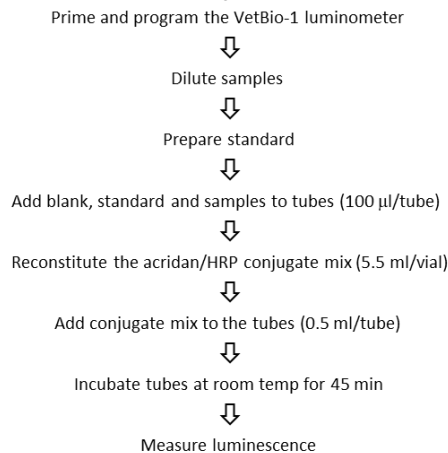 Prime and program the VetBio-1 luminometer
Dilute samples
Prepare standard
Add blank, standard and samples to tubes (100 µl/tube)
Reconstitute the acridan/HRP conjugate mix (5.5 ml/vial)
Add conjugate mix to the tubes (0.5 ml/tube)
Incubate tubes at room temp for 45 min
Measure luminescence